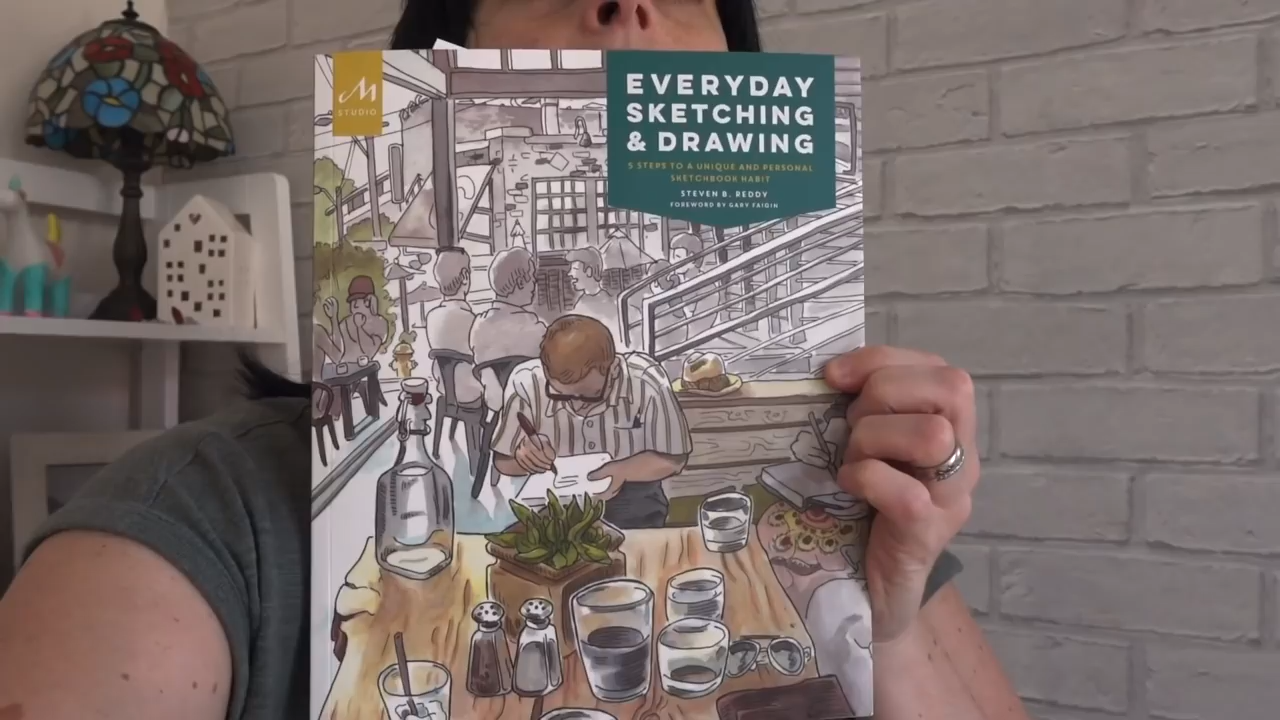 M
STUDIO
EVERYDAY
SKETCHING
& DRAWING
5 STEPS TO A UNIQUE AND PERSONAL
SKETCHBOOK HABIT
STEVEN B. REDDY
FOREWORD BY GARY FAIGIN